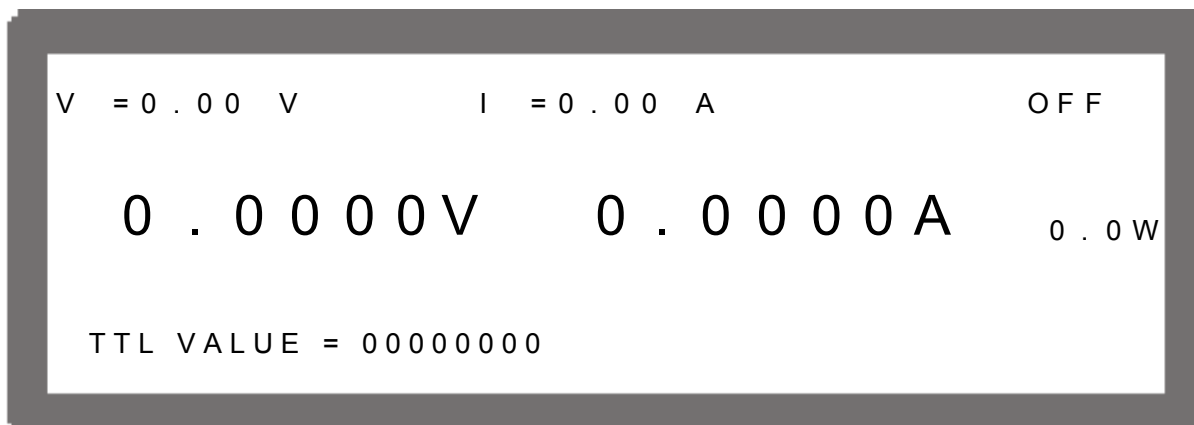 V =0.00 V I =0.00 A OFF
0.0000V 0.0000A 0.0W
TTL VALUE = 00000000